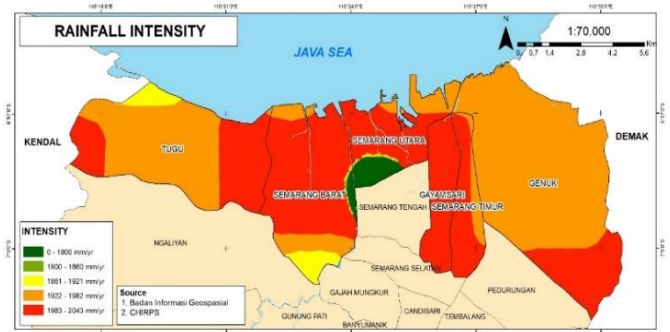 RAINFALL INTENSITY
JAVA SEA
N
1:70.000
0 0,7 1,4 2,8 4,2 5,6
Km
KENDAL
TUGU
SEMARANG UTARA
DEMAK
SEMARANG BARAT
GAYAMSARI
GENUK
SEMARANG TENGAH
SEMARANG TIMUR
NGALIYAN
SEMARANG SELATAN
PEDURUNGAN
GAJAH MUNGKUR
CANDISARI
TEMBALANG
GUNUNG PATI
BANYUMANIK
INTENSITY
0 - 1800 mm/yr
1800 - 1860 mm/yr
1861 - 1921 mm/yr
1922 - 1982 mm/yr
1983 - 2043 mm/yr
Source
1. Badan Informasi Geospasial
2. CHIRPS